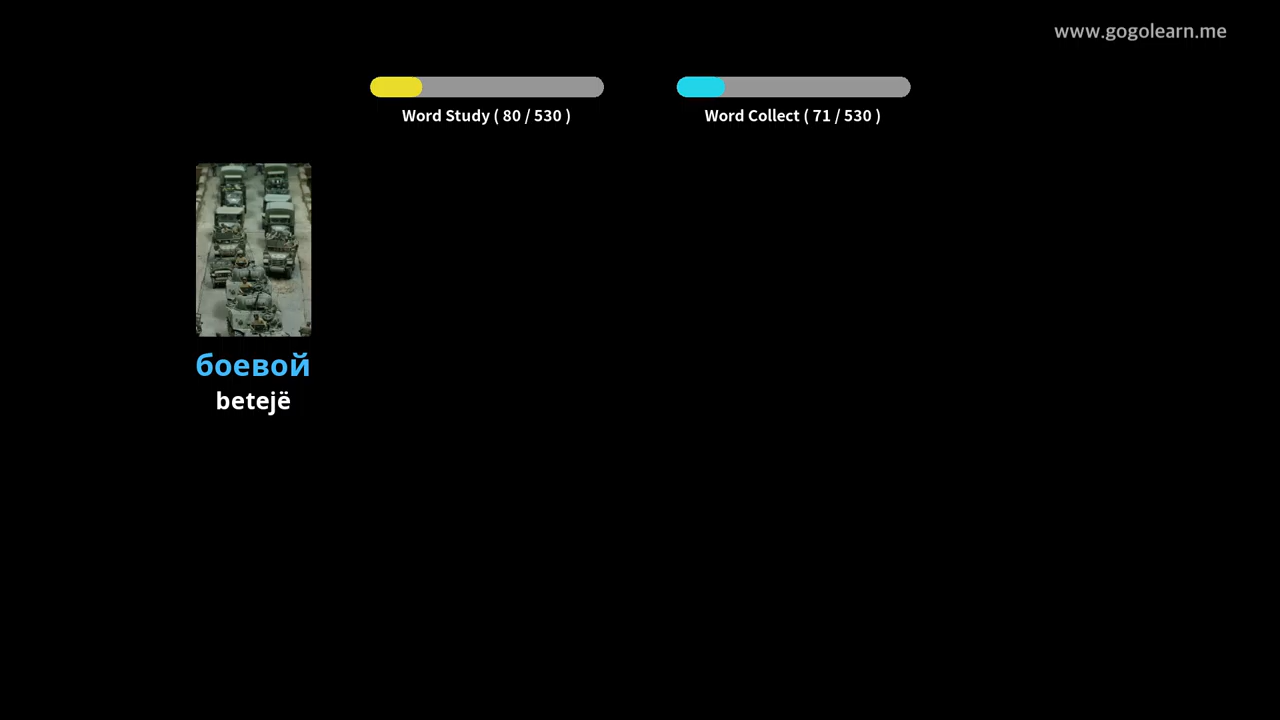 www.gogolearn.me
Word Study ( 80 / 530 )
Word Collect ( 71 / 530 )
боевой
betejë